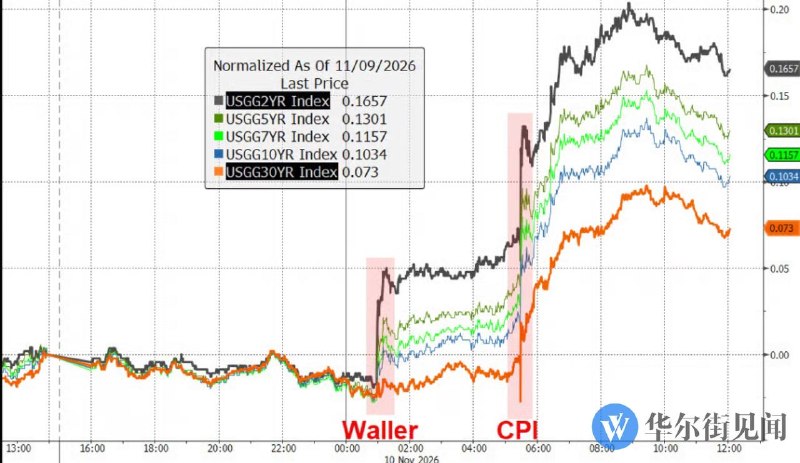 Normalized As Of 11/09/2026
Last Price
USGG2YR Index 0.1657
USGG5YR Index 0.1301
USGG7YR Index 0.1157
USGG10YR Index 0.1034
USGG30YR Index 0.073
0.20
0.1657
0.15
0.1301
0.1157
0.1034
0.10
0.073
0.05
0.00
-0.05
Waller
CPI
W 华尔街见闻
13:00 16:00 18:00 20:00 22:00 00:00 02:00 04:00 06:00 08:00 10:00 12:00
10 Nov 2026